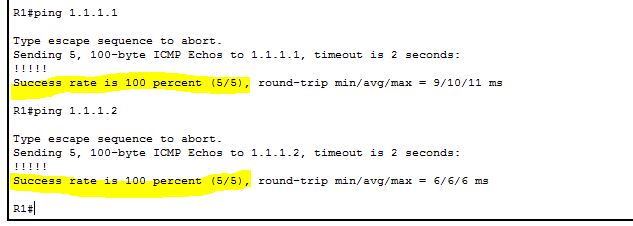 R1#ping 1.1.1.1
Type escape sequence to abort.
Sending 5, 100-byte ICMP Echos to 1.1.1.1, timeout is 2 seconds:
!!!!!
Success rate is 100 percent (5/5), round-trip min/avg/max = 9/10/11 ms
R1#ping 1.1.1.2
Type escape sequence to abort.
Sending 5, 100-byte ICMP Echos to 1.1.1.2, timeout is 2 seconds:
!!!!!
Success rate is 100 percent (5/5), round-trip min/avg/max = 6/6/6 ms
R1#